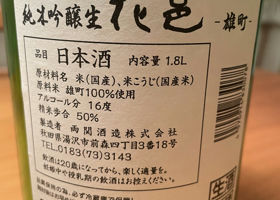 純米吟醸生 花邑 -雄町-
品目 日本酒 内容量 1.8L
原材料名 米(国産)、米こうじ(国産米)
原料米 雄町100%使用
アルコール分 16度
精米歩合 50%
製造者 両関酒造株式会社
秋田県湯沢市前森四丁目3番18号
TEL 0183(73)3143
飲酒は20歳になってから。楽しく適量を。
妊娠中や授乳期の飲酒はお控えください。
生酒